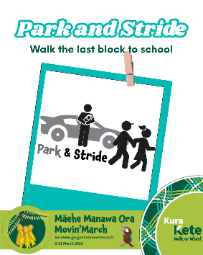 Park and Stride
Walk the last block to school
Park & Stride
Māehe Manawa Ora
Movin'March
Kura
Kete
Walk or Wheel